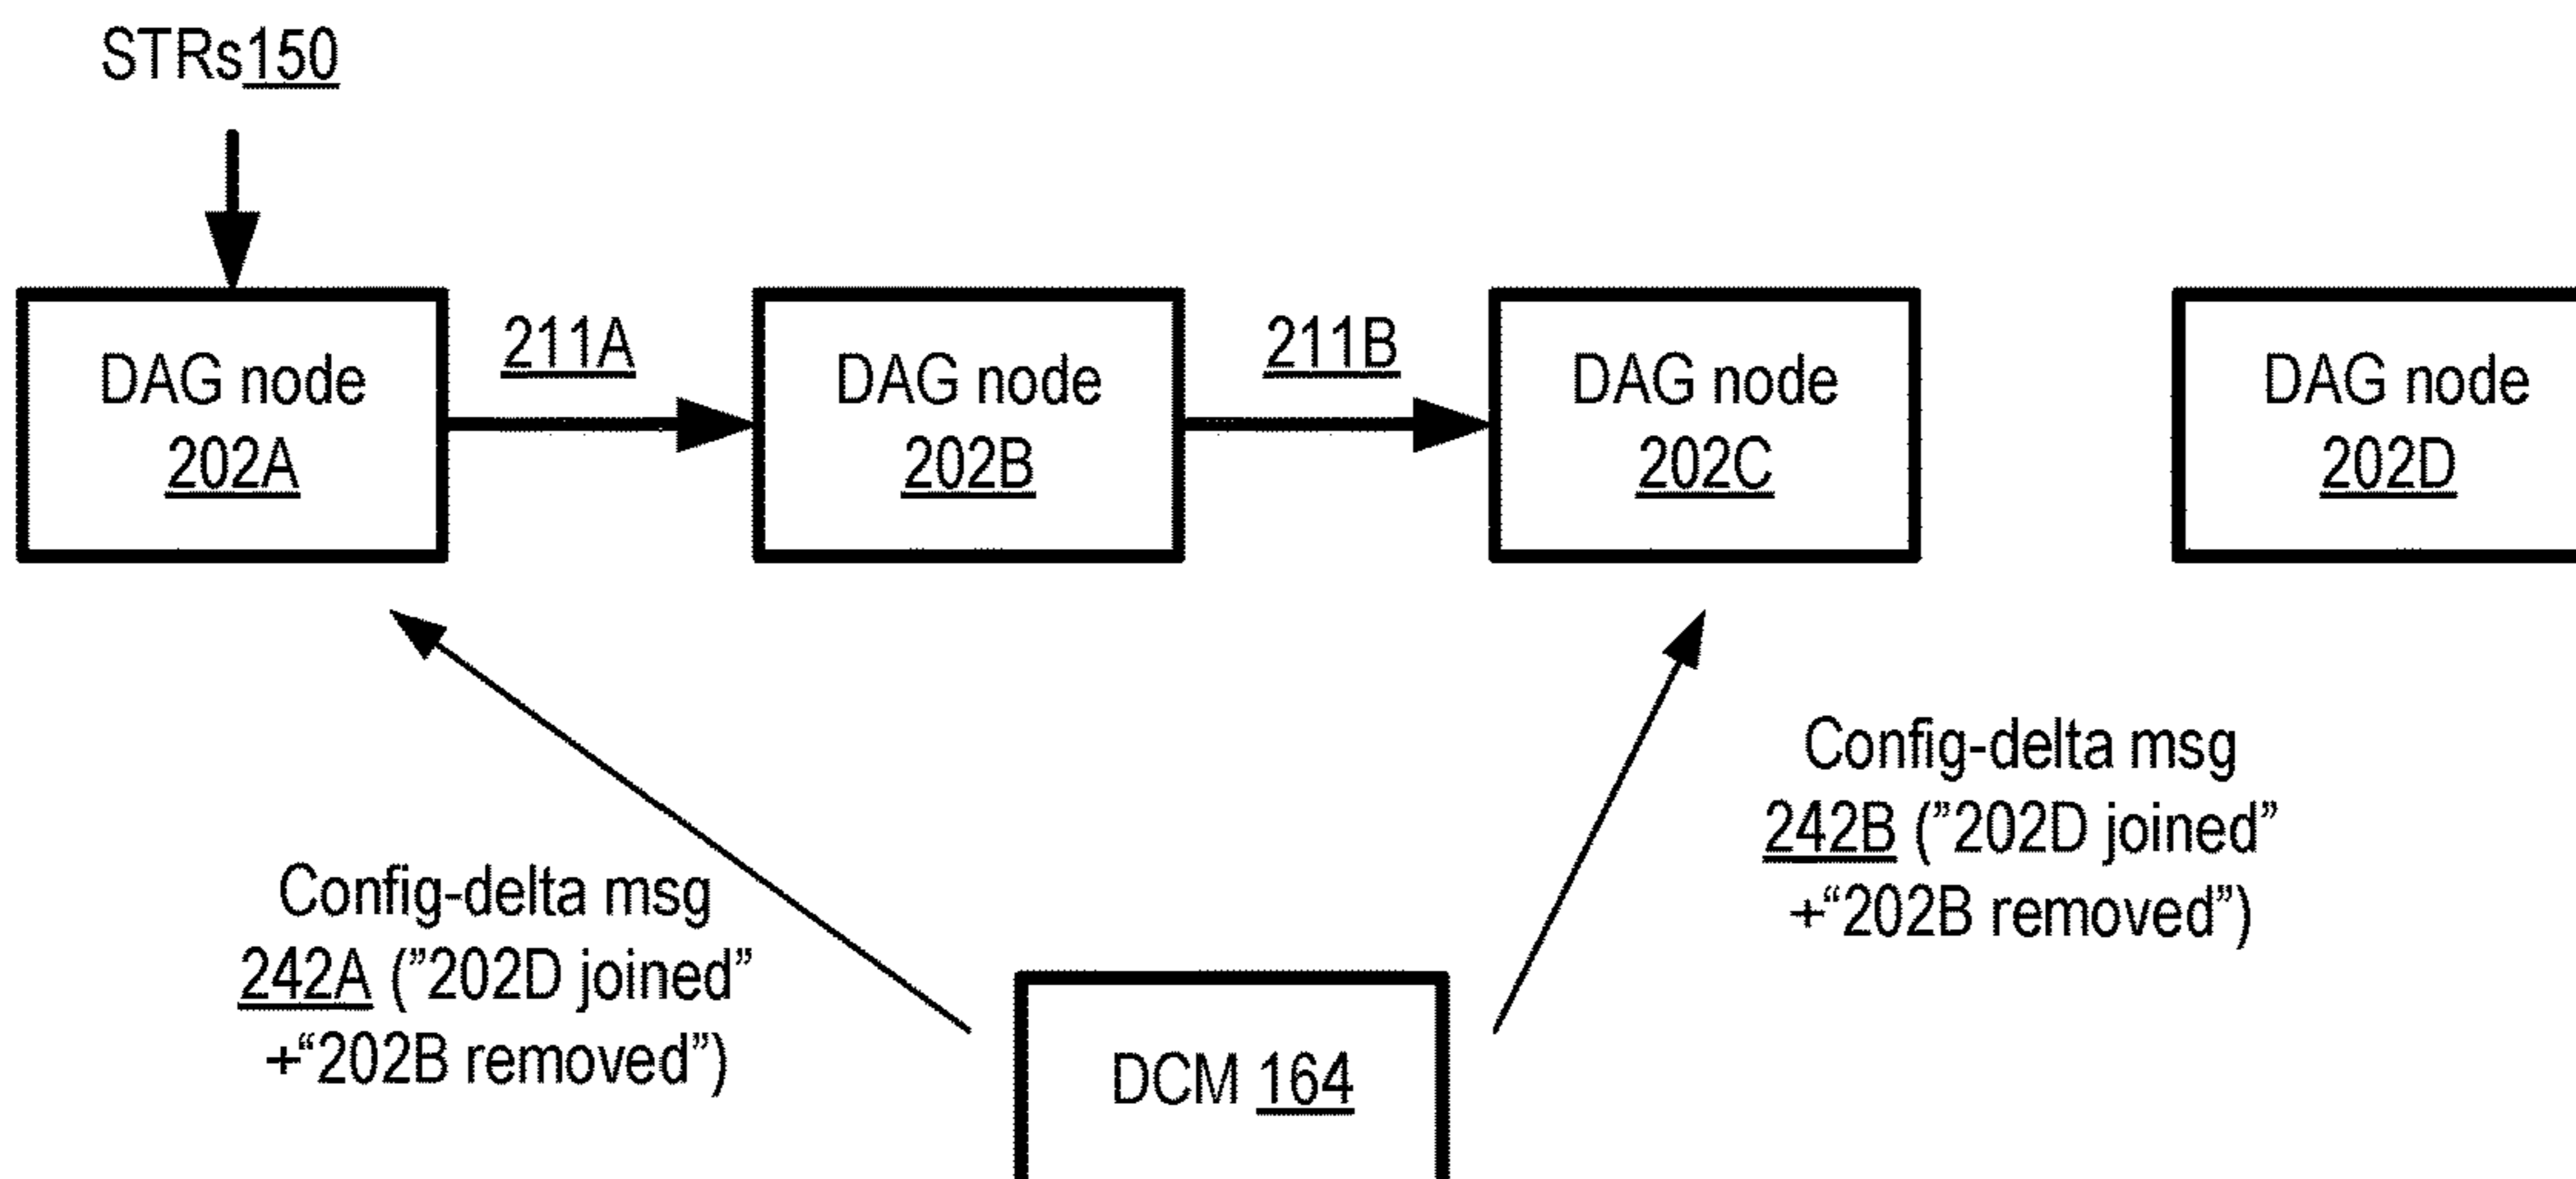 STRs150
211A
211B
DAG node
202A
DAG node
202B
DAG node
202C
DAG node
202D
Config-delta msg
242B (”202D joined”
+“202B removed”)
Config-delta msg
242A (”202D joined”
+“202B removed”)
DCM 164